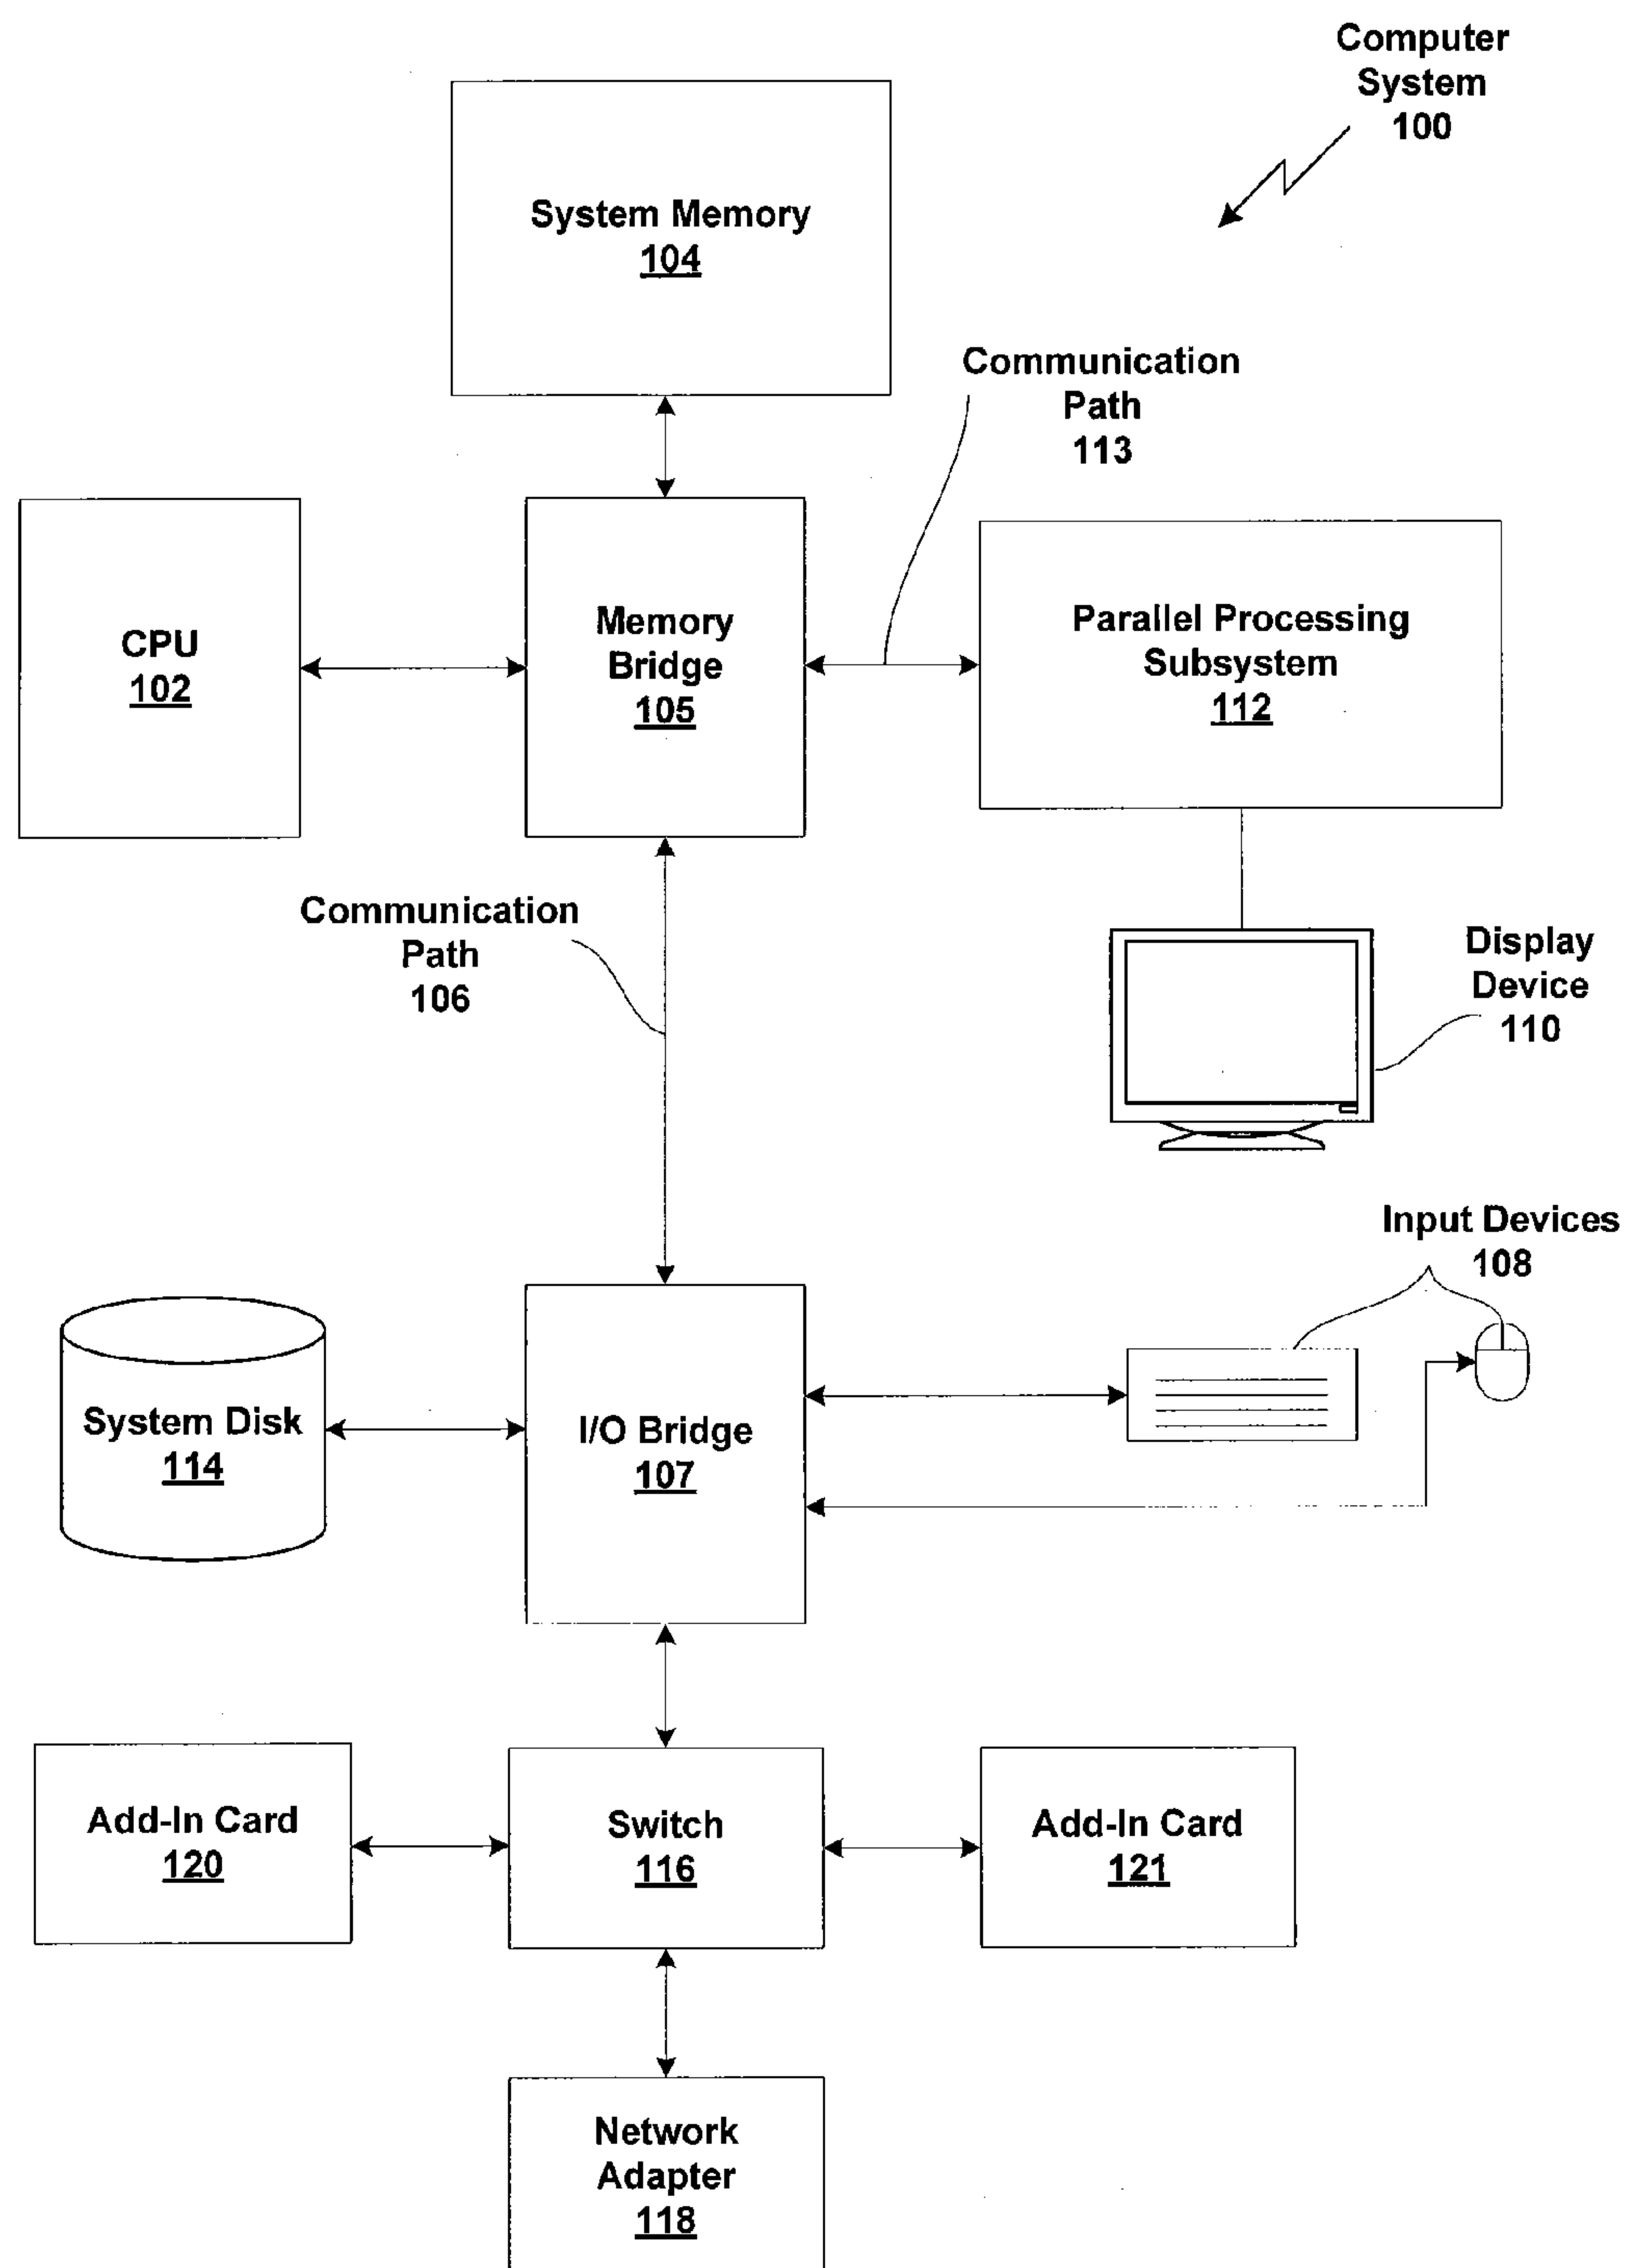 Computer
System
100
System Memory
104
Communication
Path
113
CPU
102
Memory
Bridge
105
Parallel Processing
Subsystem
112
Communication
Path
106
Display
Device
110
Input Devices
108
System Disk
114
I/O Bridge
107
Add-In Card
120
Switch
116
Add-In Card
121
Network
Adapter
118